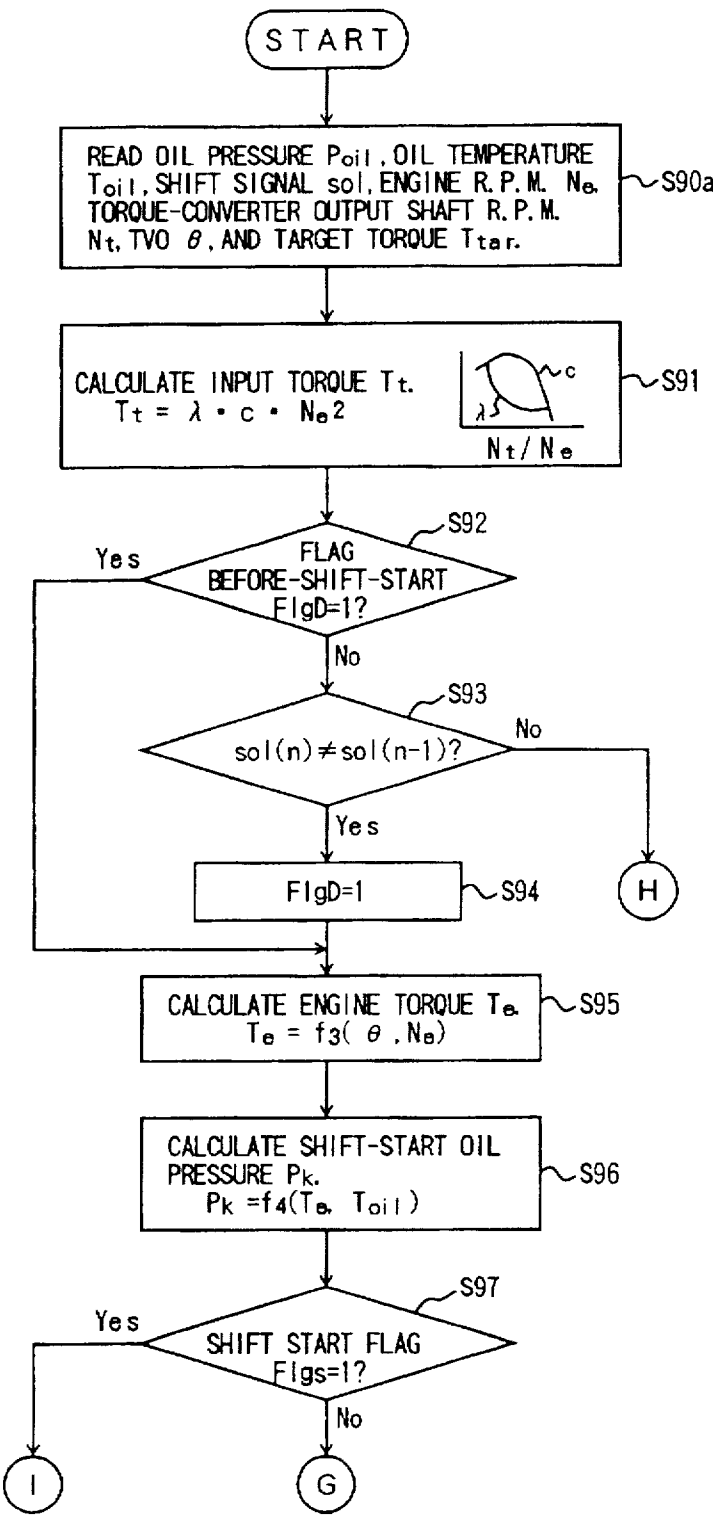 START
READ OIL PRESSURE Poil, OIL TEMPERATURE
Toil, SHIFT SIGNAL sol, ENGINE R.P.M. Ne.
TORQUE-CONVERTER OUTPUT SHAFT R.P.M.
Nt, TVO θ, AND TARGET TORQUE Ttar.
S90a
CALCULATE INPUT TORQUE Tt.
Tt = λ · c · Ne2
c
λ
Nt/Ne
S91
S92
Yes
FLAG
BEFORE-SHIFT-START
FlgD=1?
No
S93
sol(n)≠sol(n-1)?
No
Yes
FlgD=1
S94
H
CALCULATE ENGINE TORQUE Te.
Te = f3( θ, Ne)
S95
CALCULATE SHIFT-START OIL
PRESSURE Pk.
Pk =f4(Te, Toil)
S96
S97
Yes
SHIFT START FLAG
Flgs=1?
No
I
G